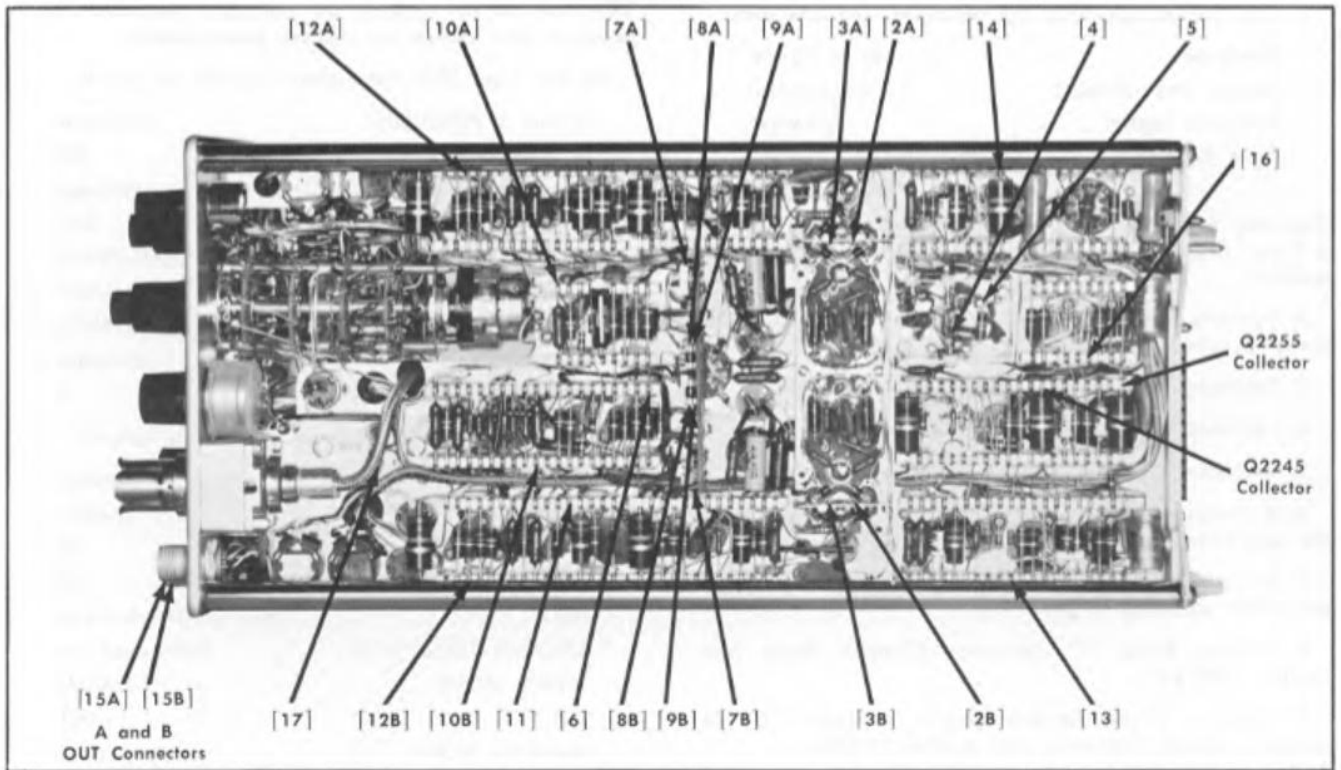 [12A] [10A] [7A] [8A] [9A] [3A] [2A] [14] [4] [5]
[16]
Q2255
Collector
Q2245
Collector
[15A] [15B] [17] [12B] [10B] [11] [6] [8B] [9B] [7B] [3B] [2B] [13]
A and B
OUT Connectors